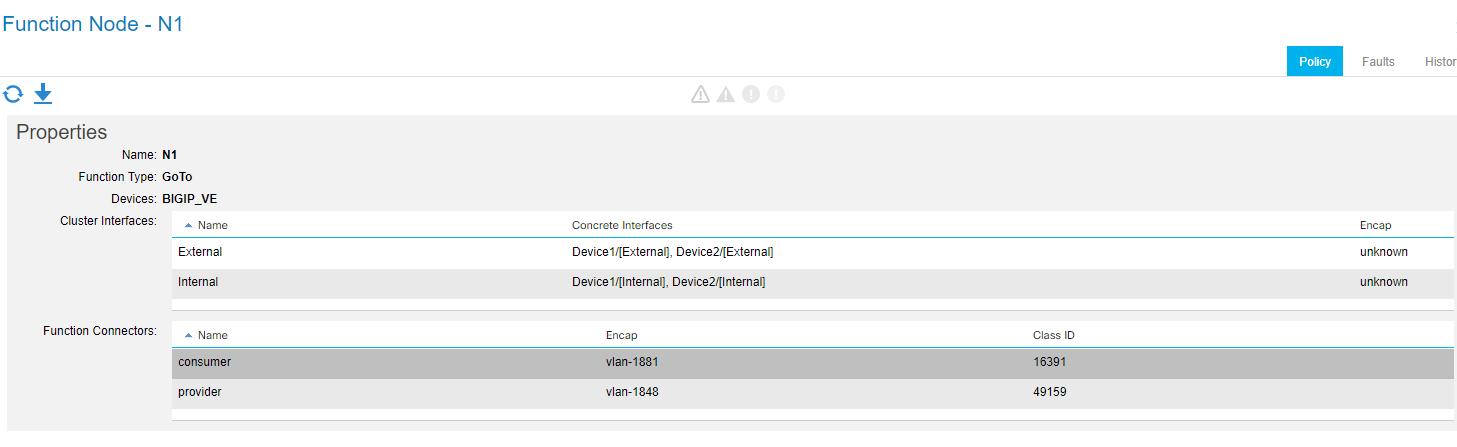 Function Node - N1
Policy Faults Histor
Properties
Name: N1
Function Type: GoTo
Devices: BIGIP_VE
Cluster Interfaces:
Name Concrete Interfaces Encap
External Device1/[External], Device2/[External] unknown
Internal Device1/[Internal], Device2/[Internal] unknown
Function Connectors:
Name Encap Class ID
consumer vlan-1881 16391
provider vlan-1848 49159